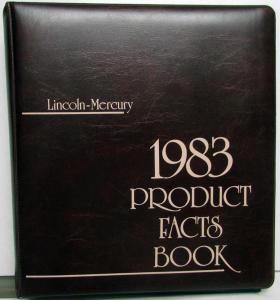 Lincoln-Mercury
1983
PRODUCT
FACTS
BOOK